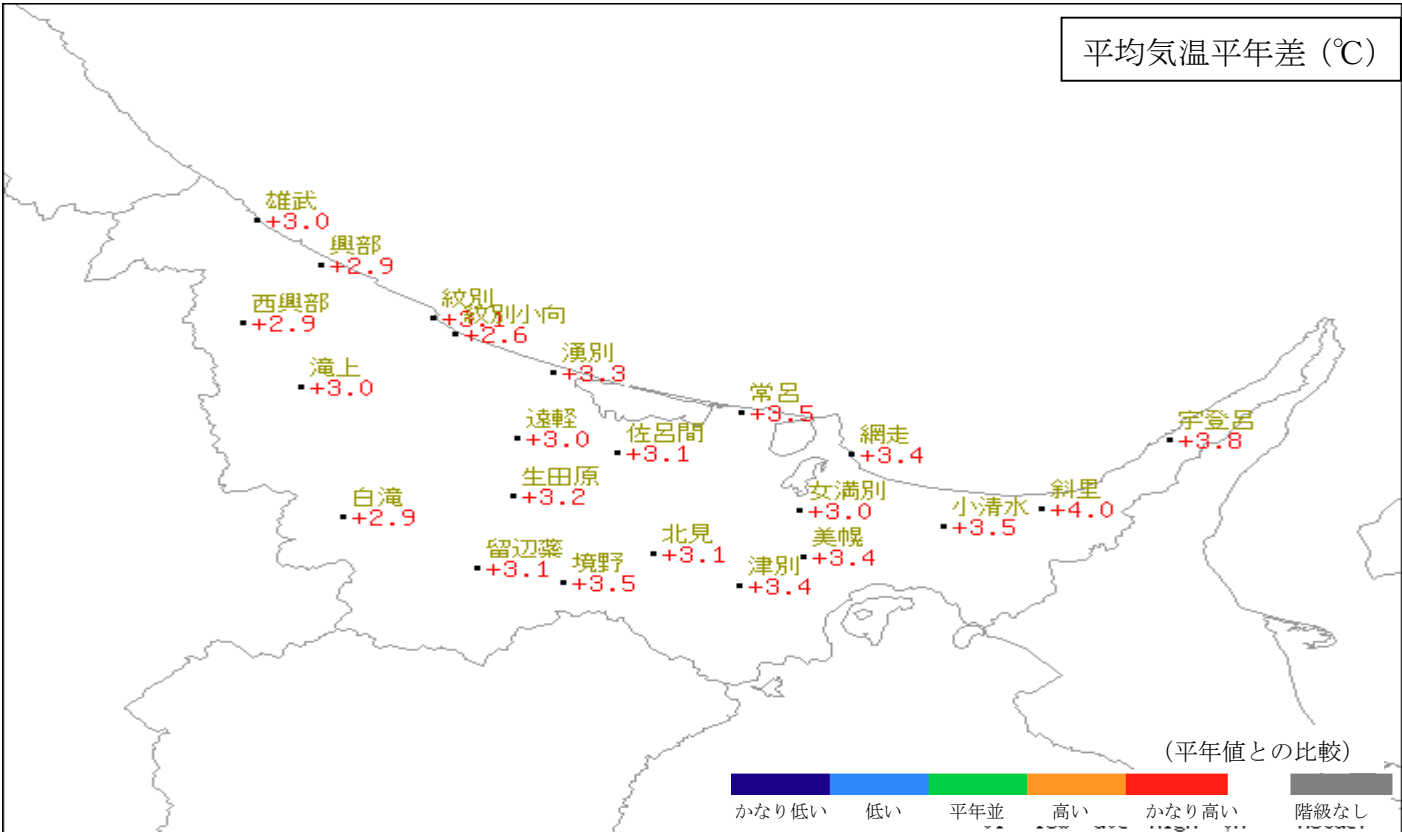 平均気温平年差（℃）
雄武
+3.0
興部
+2.9
西興部
+2.9
紋別
+3.1
紋別小向
+2.6
滝上
+3.0
湧別
+3.3
常呂
+3.5
遠軽
+3.0
佐呂間
+3.1
網走
+3.4
宇登呂
+3.8
生田原
+3.2
白滝
+2.9
女満別
+3.0
小清水
+3.5
斜里
+4.0
留辺蘂
+3.1
境野
+3.5
北見
+3.1
津別
+3.4
美幌
+3.4
（平年値との比較）
かなり低い 低い 平年並 高い かなり高い 階級なし